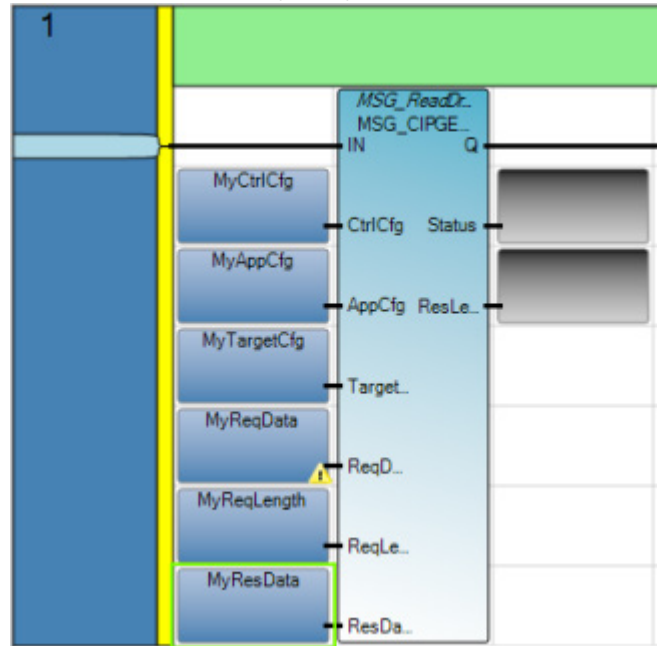 1
MSG_ReadDr...
MSG_CIPGE...
IN Q
MyCtrlCfg
CtrlCfg Status
MyAppCfg
AppCfg ResLe...
MyTargetCfg
Target...
MyReqData
ReqD...
MyReqLength
ReqLe...
MyResData
ResDa...